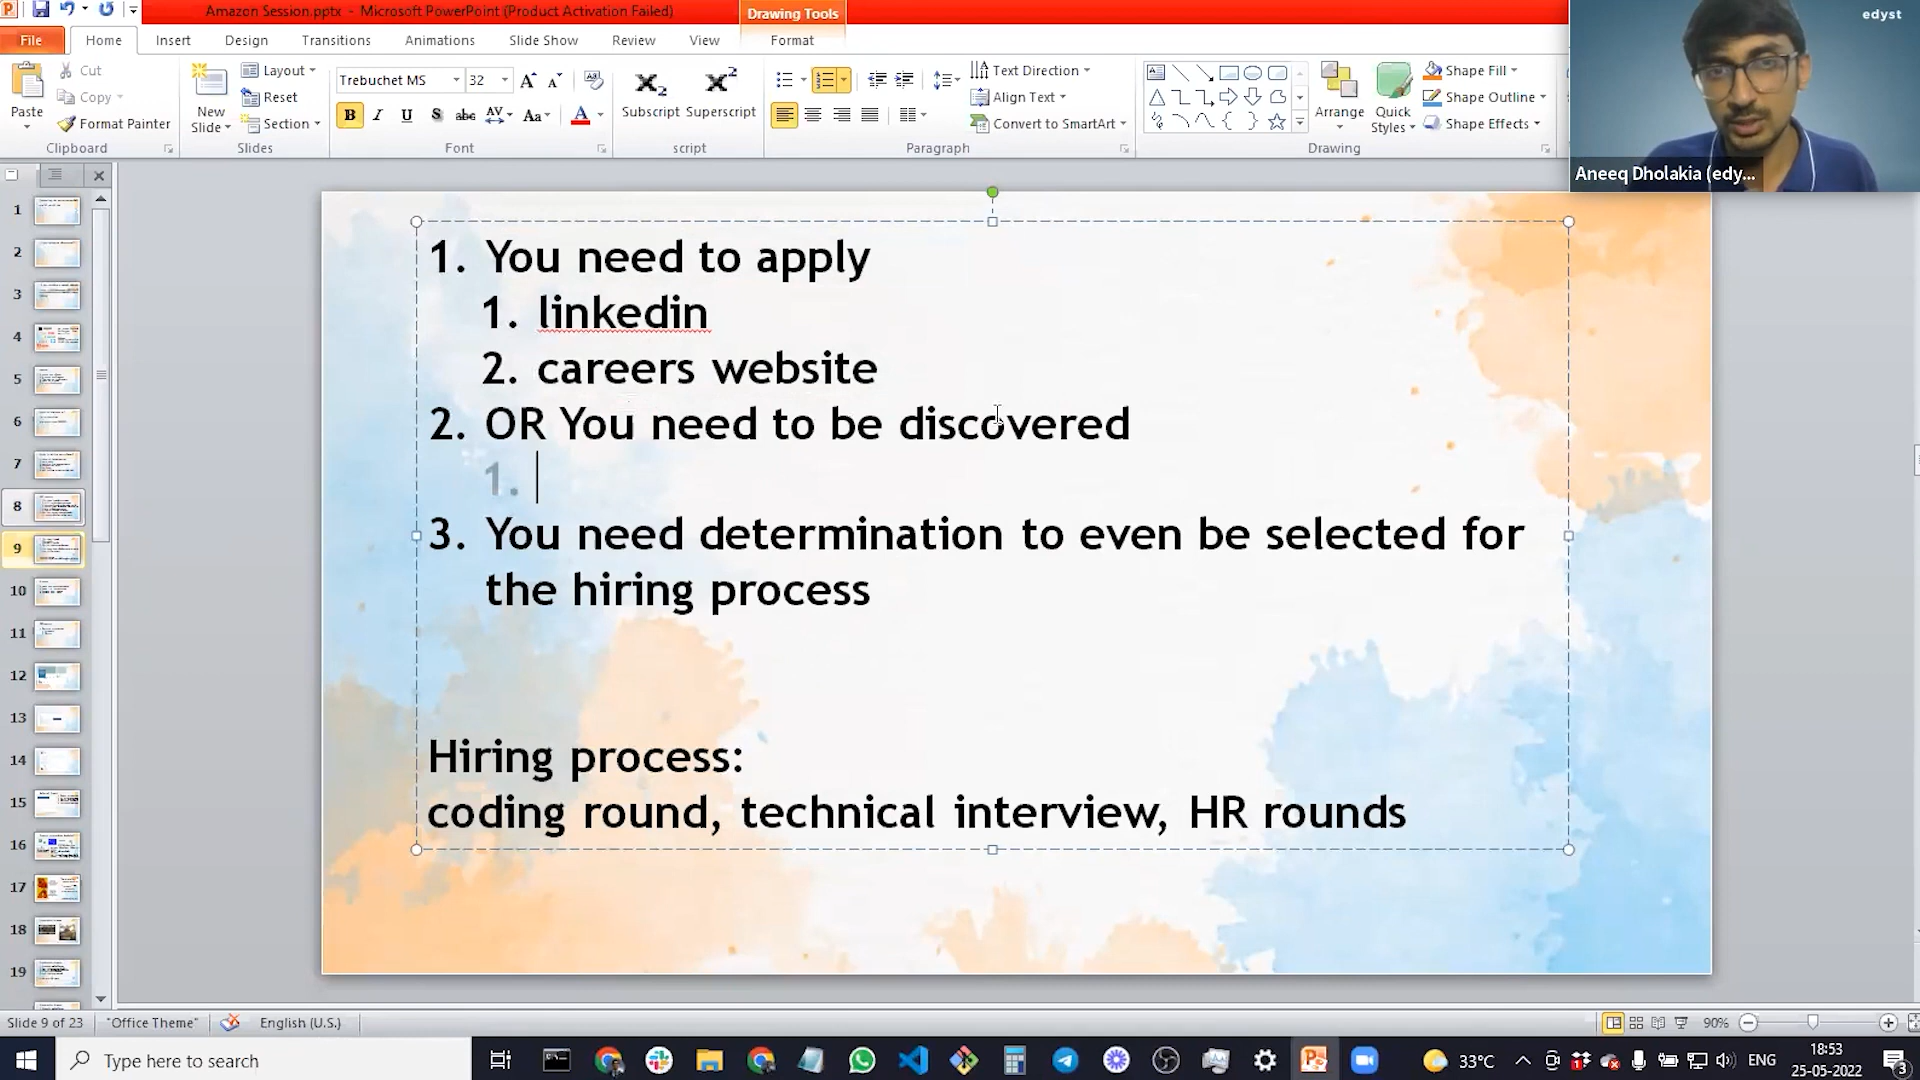 Amazon Session.pptx - Microsoft PowerPoint (Product Activation Failed)
Drawing Tools
edyst
File Home Insert Design Transitions Animations Slide Show Review View Format
Paste
Cut
Copy
Format Painter
Clipboard
New Slide
Layout
Reset
Section
Slides
Trebuchet MS 32
B I U S abc AV Aa A
Font
Subscript Superscript
script
Text Direction
Align Text
Convert to SmartArt
Paragraph
Arrange
Quick Styles
Drawing
Shape Fill
Shape Outline
Shape Effects
Aneeq Dholakia (edy...
1
2
3
4
5
6
7
8
9
10
11
12
13
14
15
16
17
18
19
1. You need to apply
1. linkedin
2. careers website
2. OR You need to be discovered
1.
3. You need determination to even be selected for
the hiring process
Hiring process:
coding round, technical interview, HR rounds
Slide 9 of 23 "Office Theme" English (U.S.) 90%
Type here to search
33°C ENG 18:53
25-05-2022
3